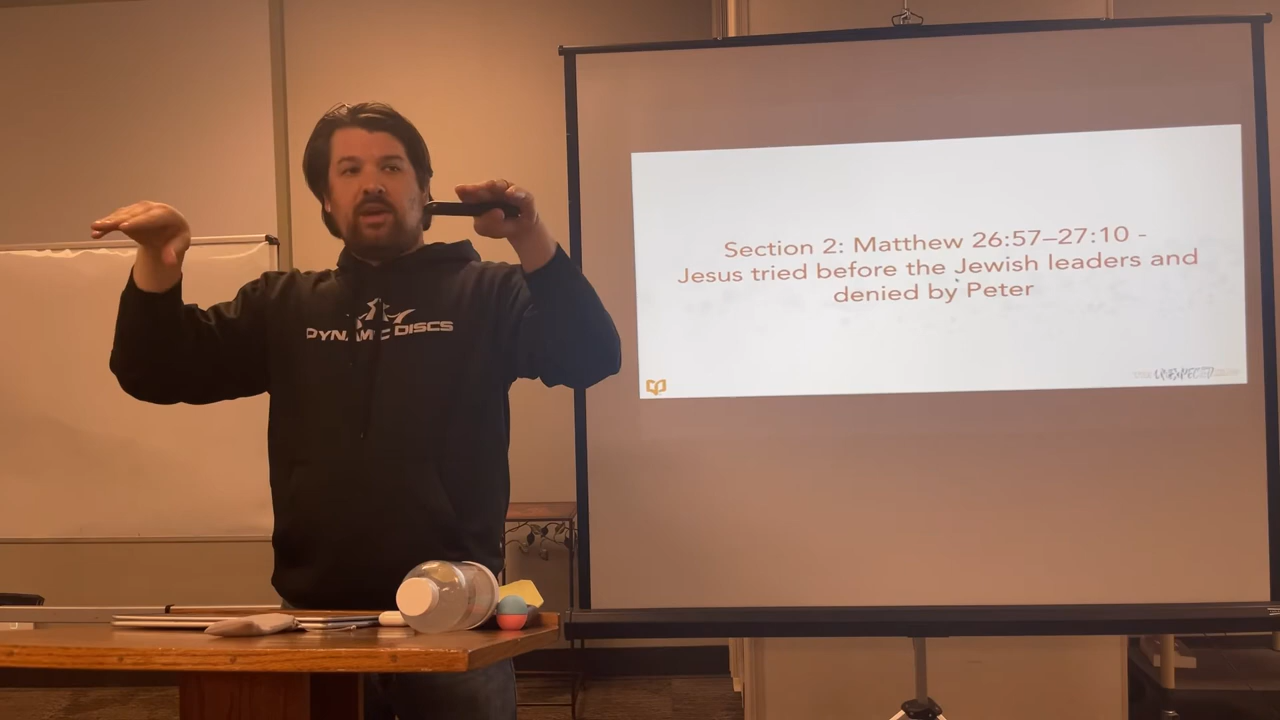 DYNAMIC DISCS
Section 2: Matthew 26:57–27:10 -
Jesus tried before the Jewish leaders and
denied by Peter
UNEXPECTED